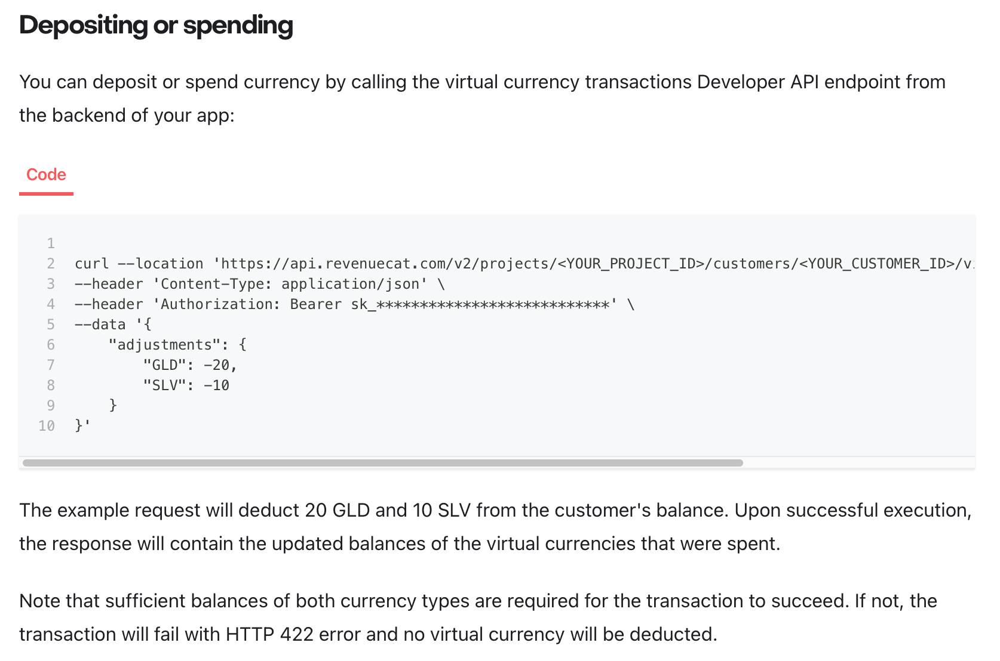 Depositing or spending
You can deposit or spend currency by calling the virtual currency transactions Developer API endpoint from
the backend of your app:
Code
1
2 curl --location 'https://api.revenuecat.com/v2/projects/<YOUR_PROJECT_ID>/customers/<YOUR_CUSTOMER_ID>/v
3 --header 'Content-Type: application/json' \
4 --header 'Authorization: Bearer sk_***************************' \
5 --data '{
6     "adjustments": {
7         "GLD": -20,
8         "SLV": -10
9     }
10 }'
The example request will deduct 20 GLD and 10 SLV from the customer's balance. Upon successful execution,
the response will contain the updated balances of the virtual currencies that were spent.
Note that sufficient balances of both currency types are required for the transaction to succeed. If not, the
transaction will fail with HTTP 422 error and no virtual currency will be deducted.